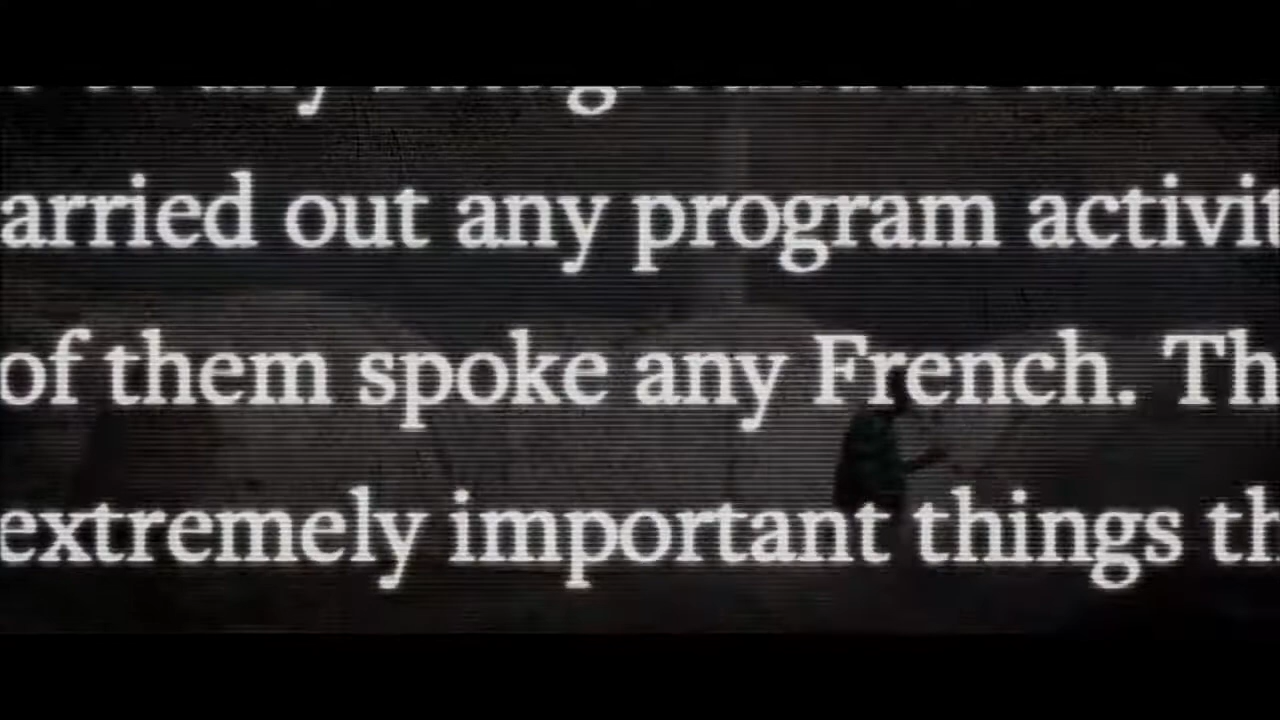 arried out any program activit
of them spoke any French. Th
extremely important things th